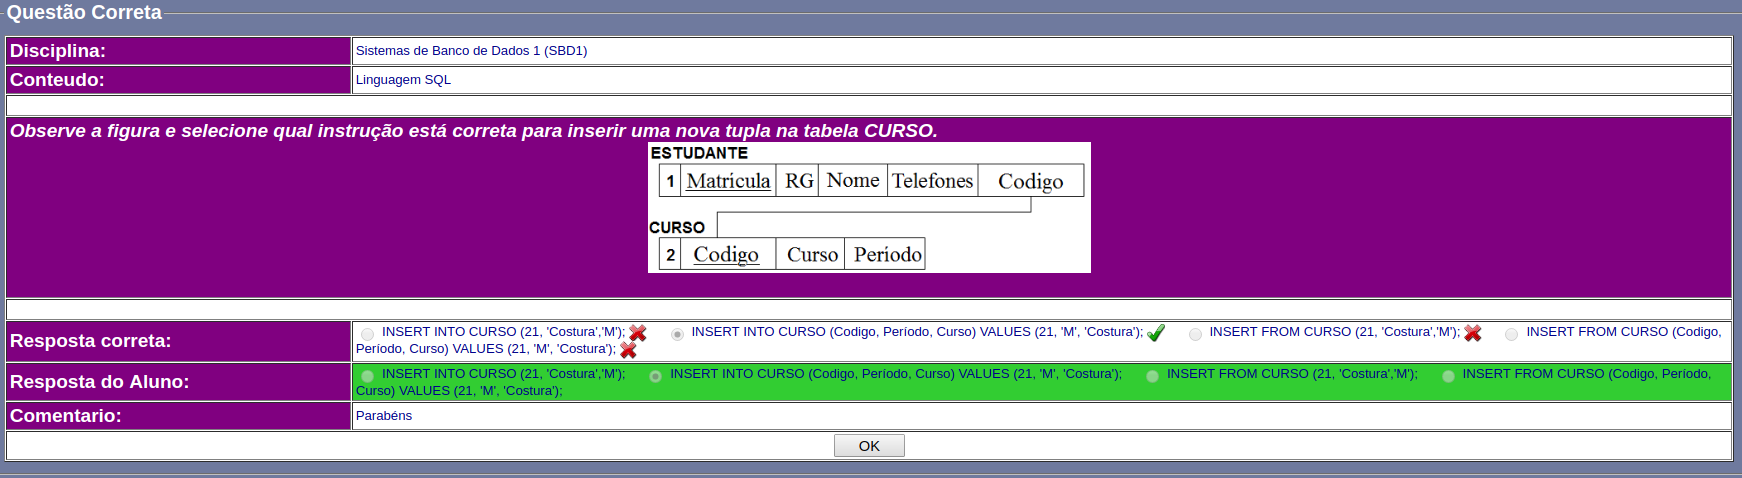 Questão Correta
Disciplina: Sistemas de Banco de Dados 1 (SBD1)
Conteudo: Linguagem SQL
Observe a figura e selecione qual instrução está correta para inserir uma nova tupla na tabela CURSO.
ESTUDANTE
1 Matrícula RG Nome Telefones Codigo
CURSO
2 Codigo Curso Período
Resposta correta: INSERT INTO CURSO (21, 'Costura','M'); INSERT INTO CURSO (Codigo, Período, Curso) VALUES (21, 'M', 'Costura'); INSERT FROM CURSO (21, 'Costura','M'); INSERT FROM CURSO (Codigo,
Período, Curso) VALUES (21, 'M', 'Costura');
Resposta do Aluno: INSERT INTO CURSO (21, 'Costura','M'); INSERT INTO CURSO (Codigo, Período, Curso) VALUES (21, 'M', 'Costura'); INSERT FROM CURSO (21, 'Costura','M'); INSERT FROM CURSO (Codigo, Período,
Curso) VALUES (21, 'M', 'Costura');
Comentario: Parabéns
OK